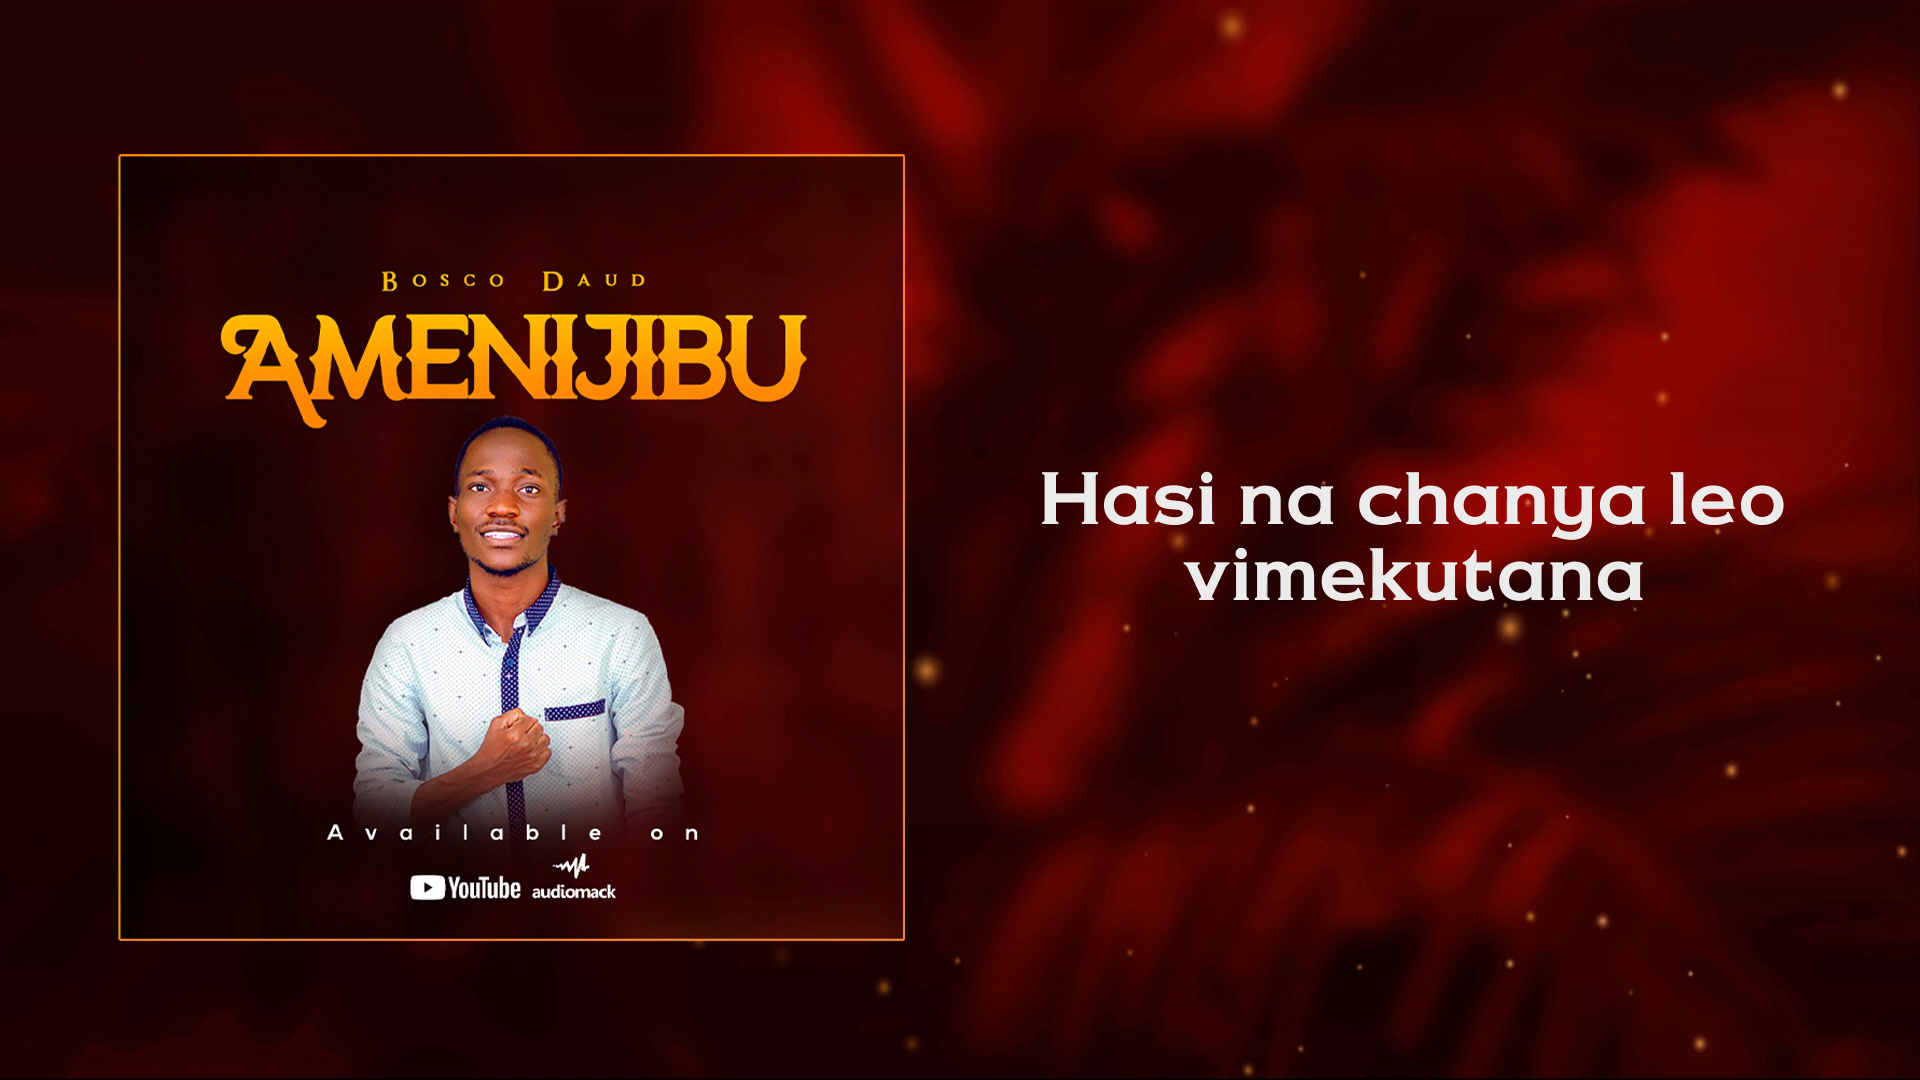 Bosco Daud
AMENIJIBU
Available on
YouTube
audiomack
Hasi na chanya leo
vimekutana